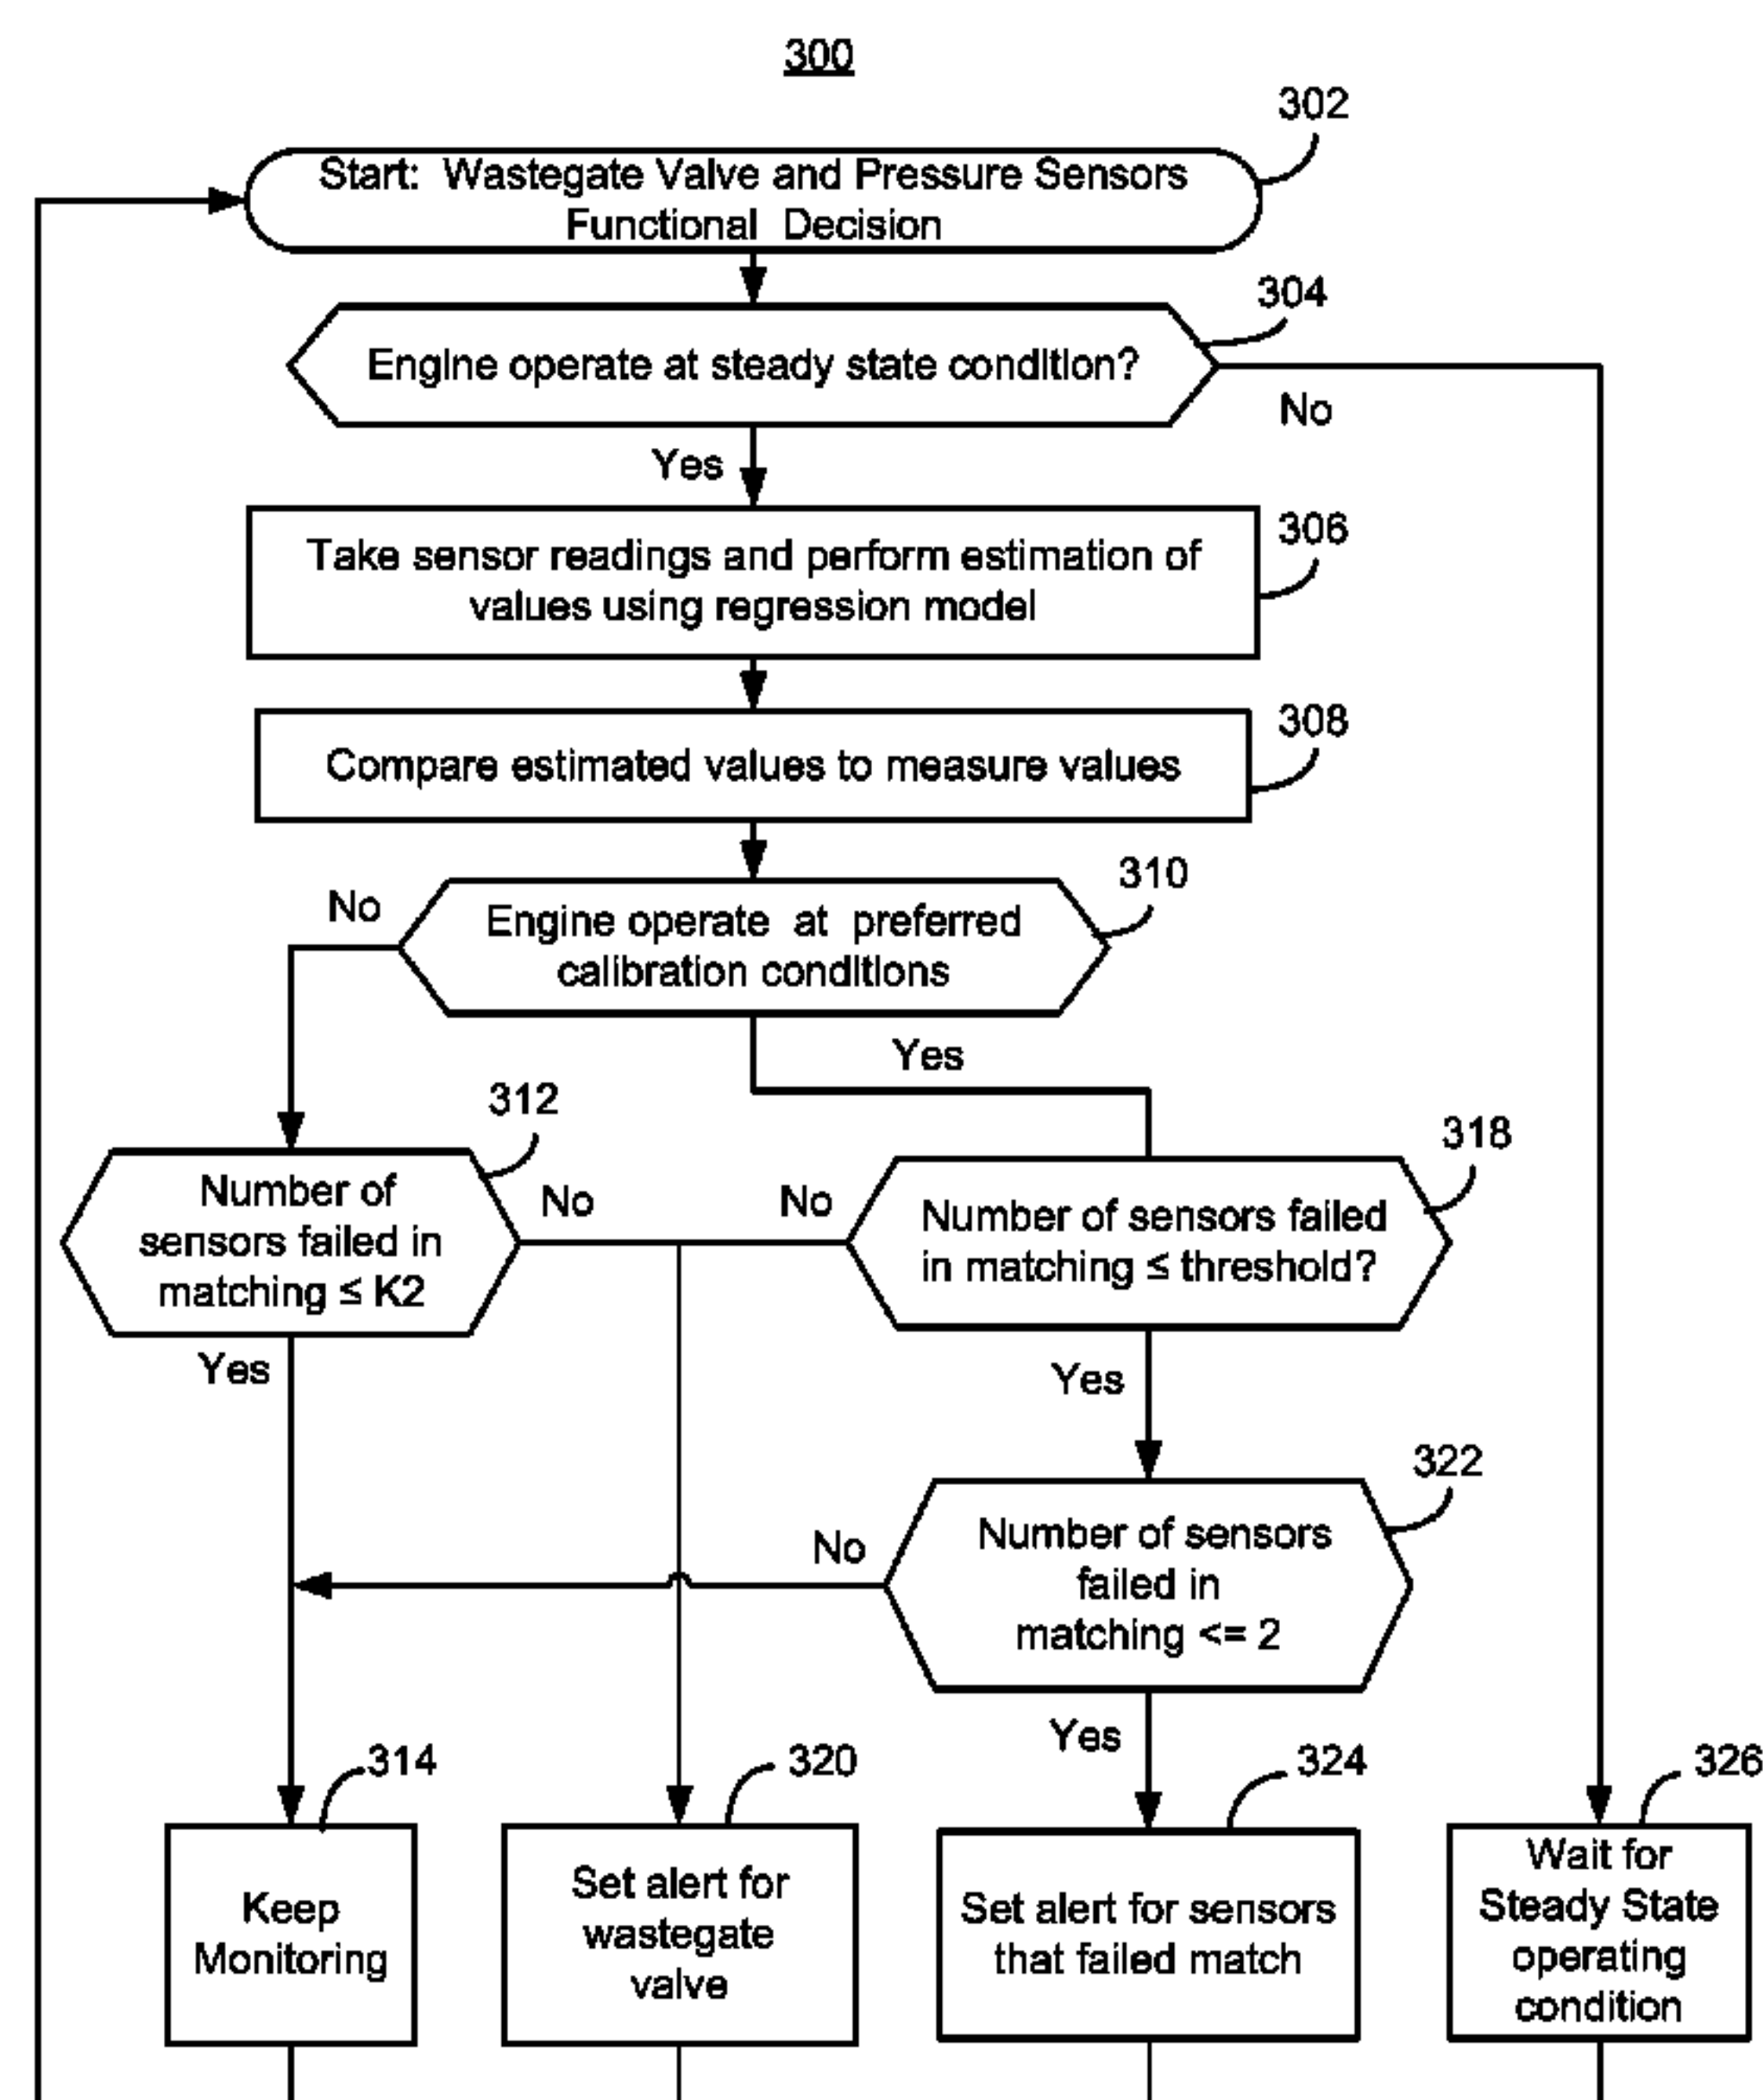 300
302
Start: Wastegate Valve and Pressure Sensors
Functional Decision
304
Engine operate at steady state condition?
No
Yes
306
Take sensor readings and perform estimation of
values using regression model
308
Compare estimated values to measure values
310
No
Engine operate at preferred
calibration conditions
Yes
312
Number of
sensors failed in
matching ≤ K2
No
No
318
Number of sensors failed
in matching ≤ threshold?
Yes
Yes
322
No
Number of sensors
failed in
matching <= 2
Yes
314
Keep
Monitoring
320
Set alert for
wastegate
valve
324
Set alert for sensors
that failed match
326
Wait for
Steady State
operating
condition